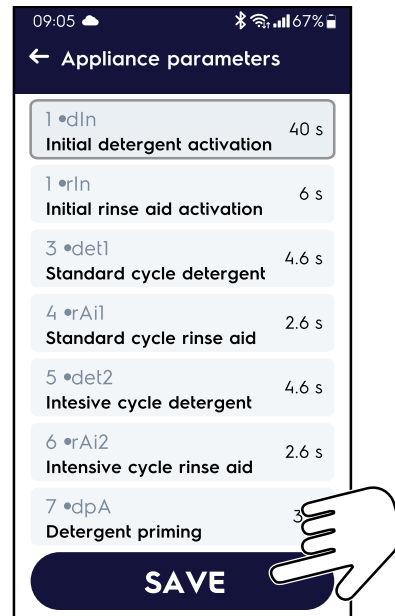 09:05 67%
← Appliance parameters
1 •dIn
Initial detergent activation
40 s
1 •rIn
Initial rinse aid activation
6 s
3 •det1
Standard cycle detergent
4.6 s
4 •rAi1
Standard cycle rinse aid
2.6 s
5 •det2
Intesive cycle detergent
4.6 s
6 •rAi2
Intensive cycle rinse aid
2.6 s
7 •dpA
Detergent priming
SAVE